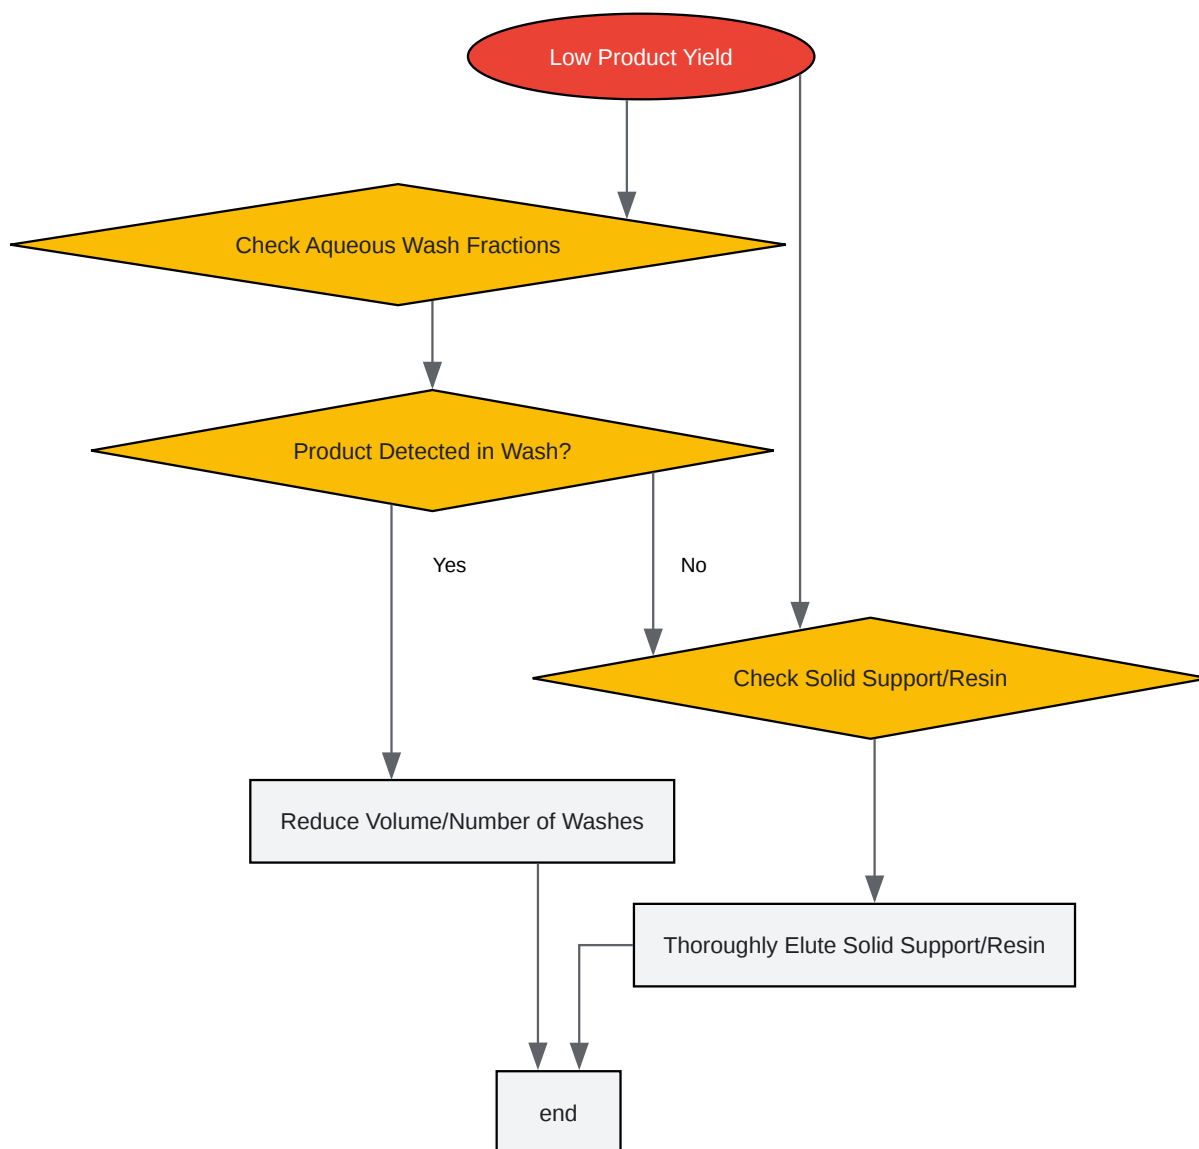 Low Product Yield
Check Aqueous Wash Fractions
Product Detected in Wash?
Yes
No
Check Solid Support/Resin
Reduce Volume/Number of Washes
Thoroughly Elute Solid Support/Resin
end